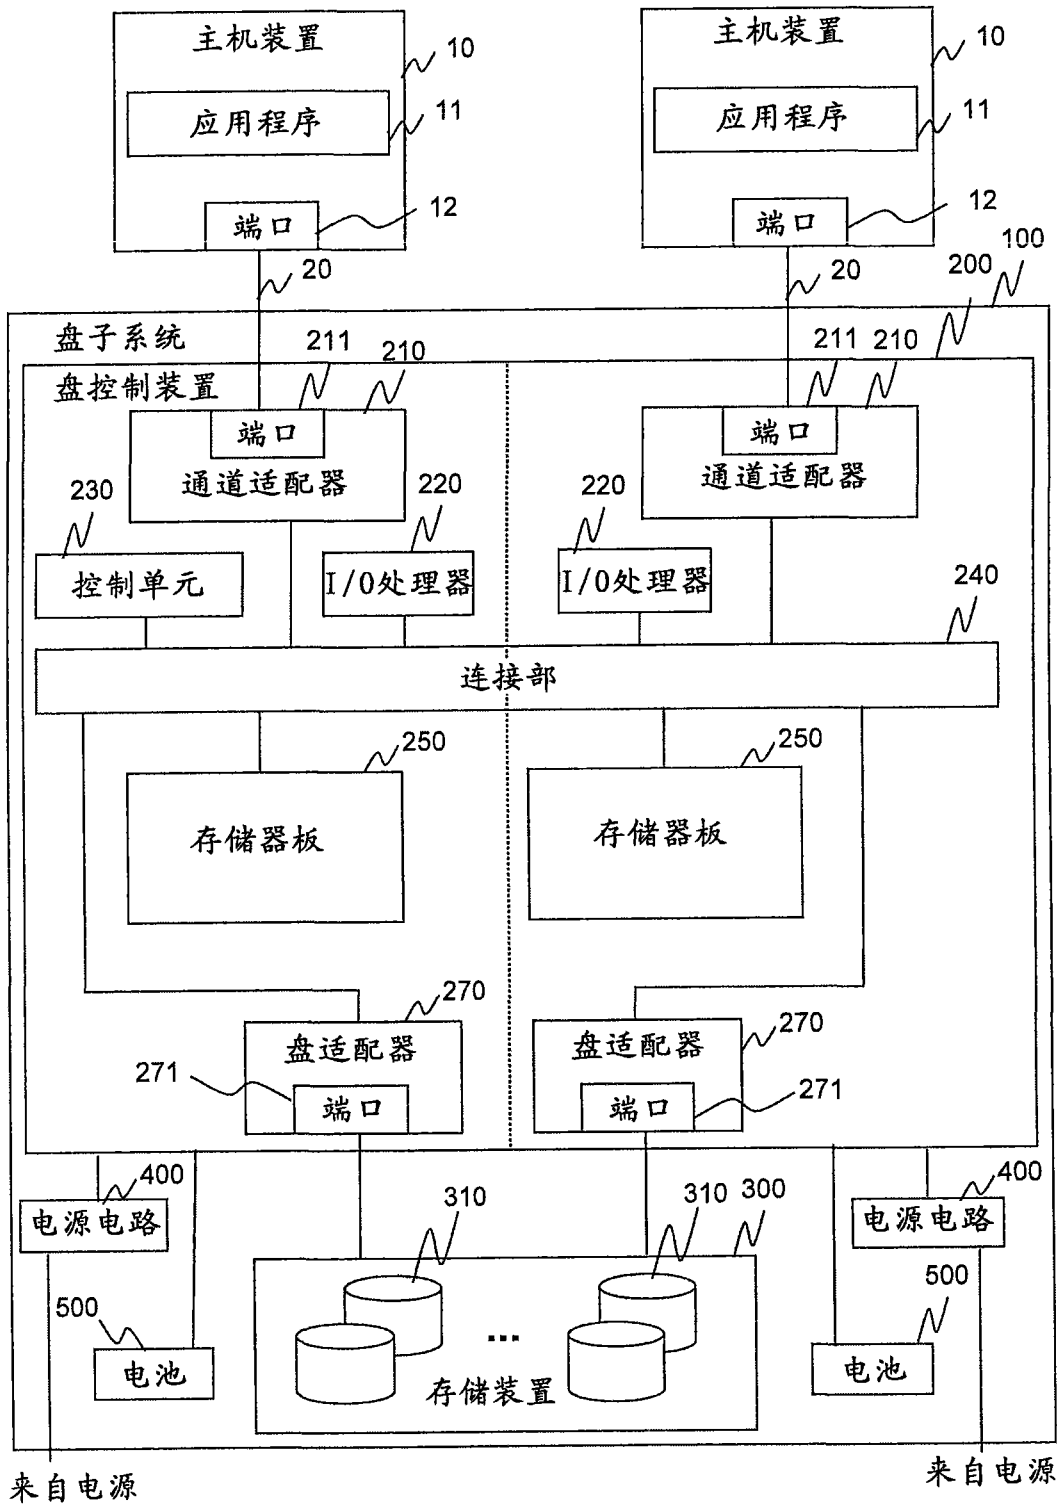 主机装置
10
应用程序
11
端口
12
20
主机装置
10
应用程序
11
端口
12
20
100
200
盘子系统
盘控制装置
211
210
端口
通道适配器
211
210
端口
通道适配器
230
控制单元
220
I/O处理器
220
I/O处理器
240
连接部
250
存储器板
250
存储器板
270
盘适配器
271
端口
270
盘适配器
271
端口
400
电源电路
310
310
300
400
电源电路
500
电池
...
存储装置
500
电池
来自电源
来自电源